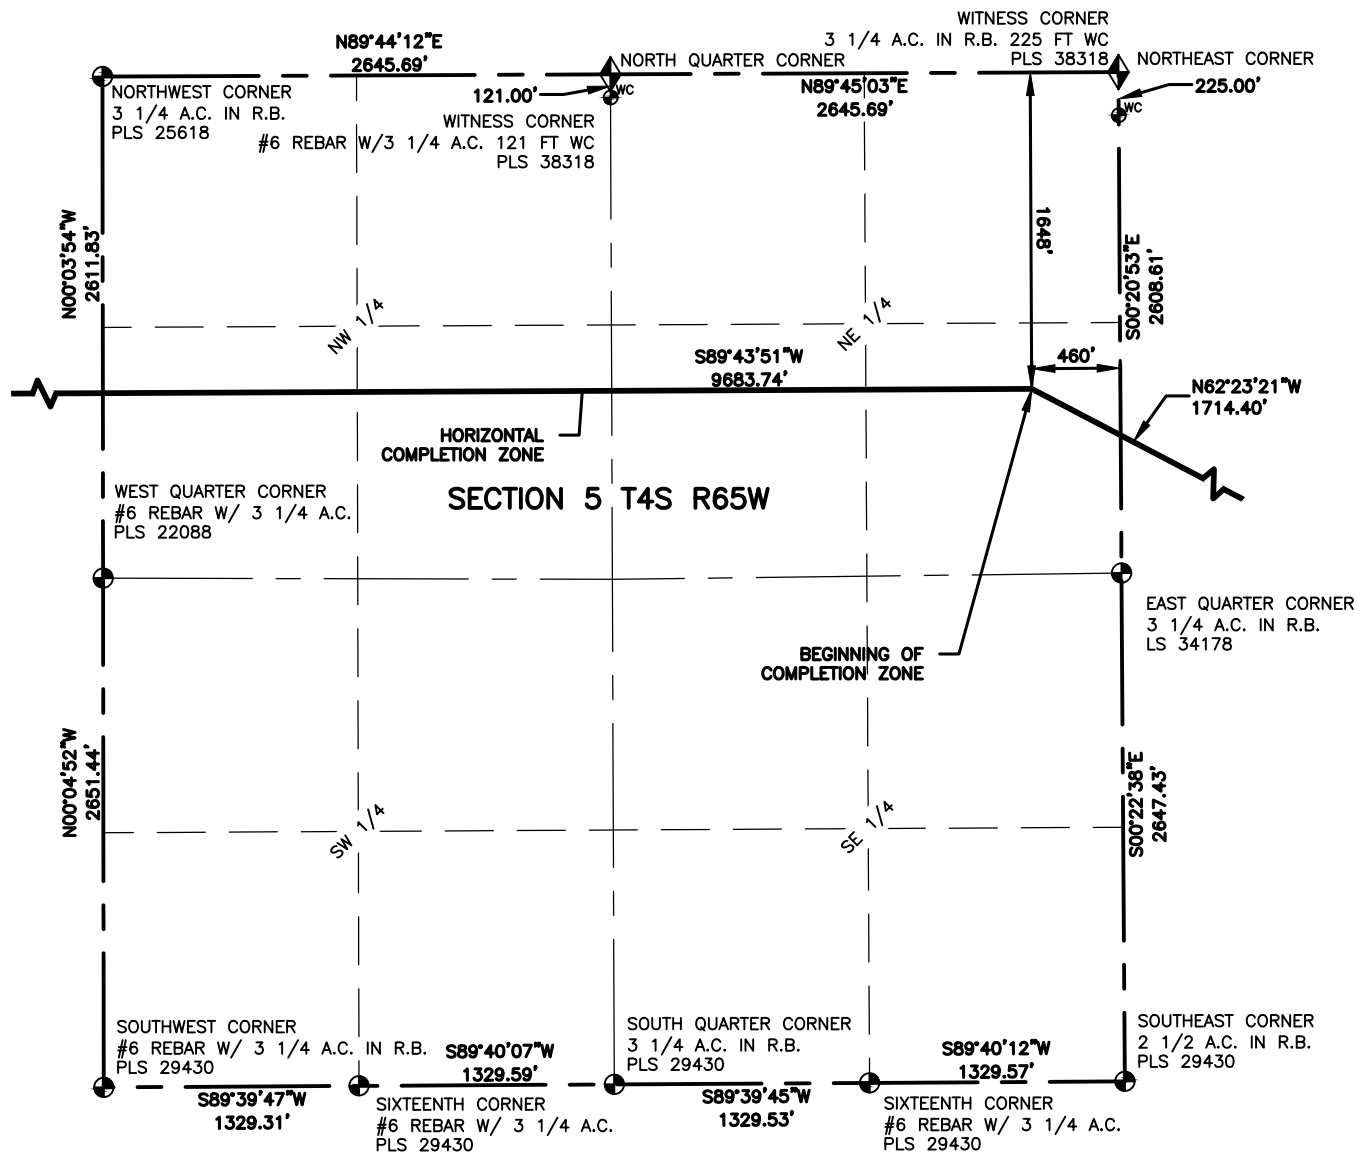 WITNESS CORNER
3 1/4 A.C. IN R.B. 225 FT WC
PLS 38318
N89°44'12"E
2645.69'
NORTH QUARTER CORNER
NORTHEAST CORNER
N89°45'03"E
2645.69'
225.00'
WC
NORTHWEST CORNER
3 1/4 A.C. IN R.B.
PLS 25618
121.00'
WC
WITNESS CORNER
#6 REBAR W/3 1/4 A.C. 121 FT WC
PLS 38318
N00°03'54"W
2611.83'
1648'
S00°20'53"E
2608.61'
NW 1/4
NE 1/4
S89°43'51"W
9683.74'
460'
N62°23'21"W
1714.40'
HORIZONTAL
COMPLETION ZONE
SECTION 5 T4S R65W
WEST QUARTER CORNER
#6 REBAR W/ 3 1/4 A.C.
PLS 22088
EAST QUARTER CORNER
3 1/4 A.C. IN R.B.
LS 34178
BEGINNING OF
COMPLETION ZONE
N00°04'52"W
2651.44'
SW 1/4
SE 1/4
S00°22'38"E
2647.43'
SOUTHWEST CORNER
#6 REBAR W/ 3 1/4 A.C. IN R.B.
PLS 29430
S89°40'07"W
1329.59'
SOUTH QUARTER CORNER
3 1/4 A.C. IN R.B.
PLS 29430
S89°40'12"W
1329.57'
SOUTHEAST CORNER
2 1/2 A.C. IN R.B.
PLS 29430
S89°39'47"W
1329.31'
SIXTEENTH CORNER
#6 REBAR W/ 3 1/4 A.C.
PLS 29430
S89°39'45"W
1329.53'
SIXTEENTH CORNER
#6 REBAR W/ 3 1/4 A.C.
PLS 29430